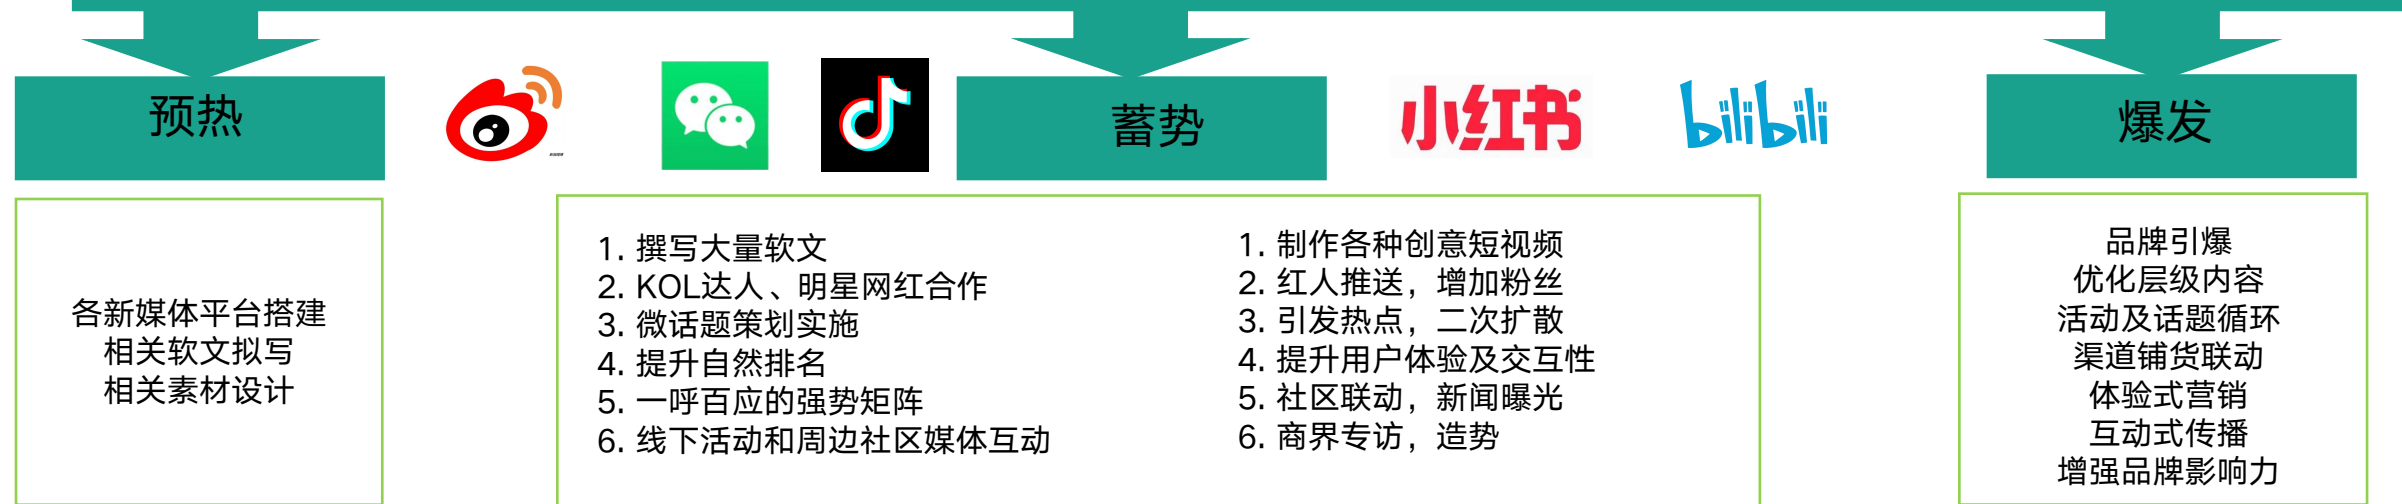 预热
蓄势
小红书
bilibili
爆发
各新媒体平台搭建
相关软文拟写
相关素材设计
1. 撰写大量软文
2. KOL达人、明星网红合作
3. 微话题策划实施
4. 提升自然排名
5. 一呼百应的强势矩阵
6. 线下活动和周边社区媒体互动
1. 制作各种创意短视频
2. 红人推送，增加粉丝
3. 引发热点，二次扩散
4. 提升用户体验及交互性
5. 社区联动，新闻曝光
6. 商界专访，造势
品牌引爆
优化层级内容
活动及话题循环
渠道铺货联动
体验式营销
互动式传播
增强品牌影响力